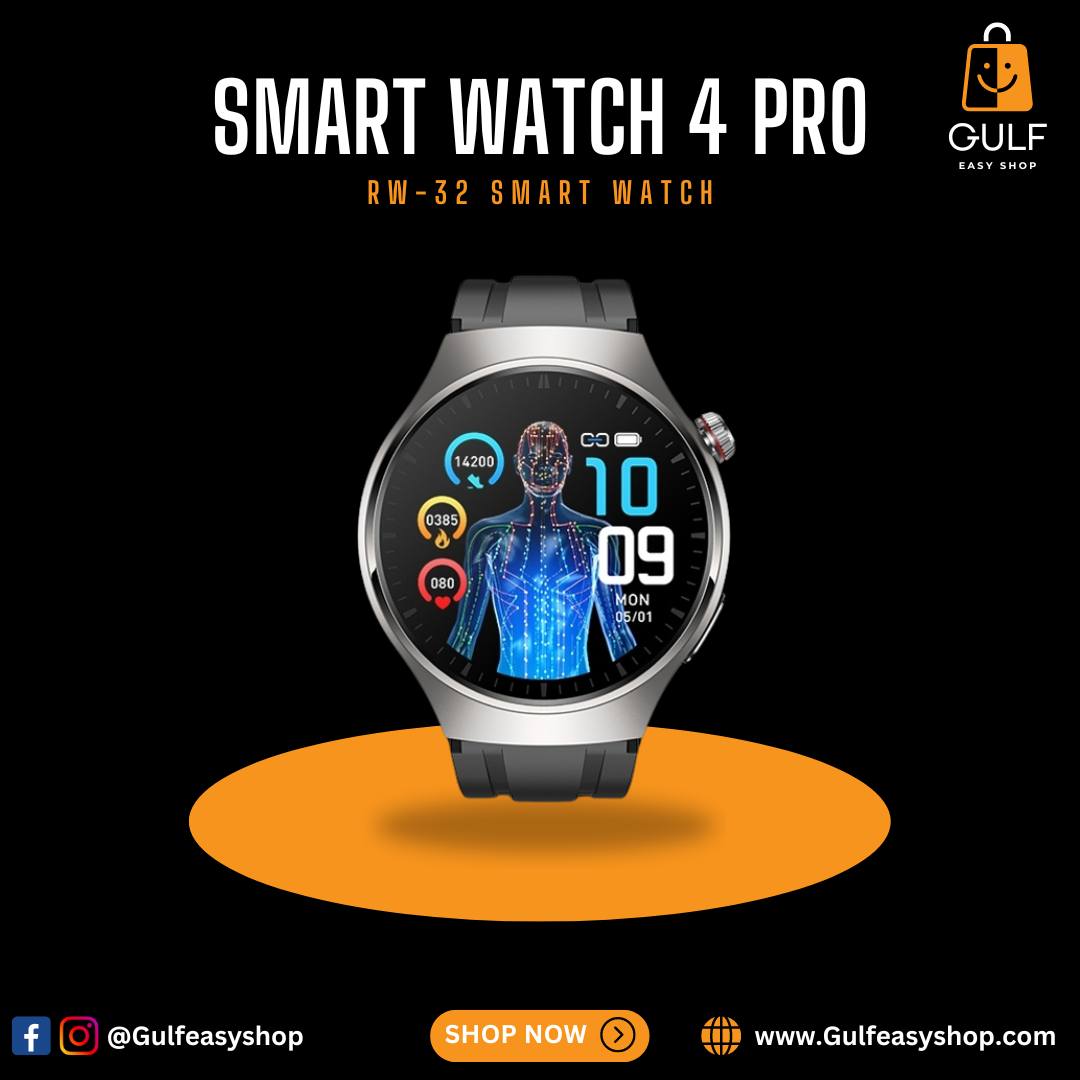 SMART WATCH 4 PRO
RW-32 SMART WATCH
GULF
EASY SHOP
14200
0385
080
10
09
MON
05/01
@Gulfeasyshop
SHOP NOW
www.Gulfeasyshop.com